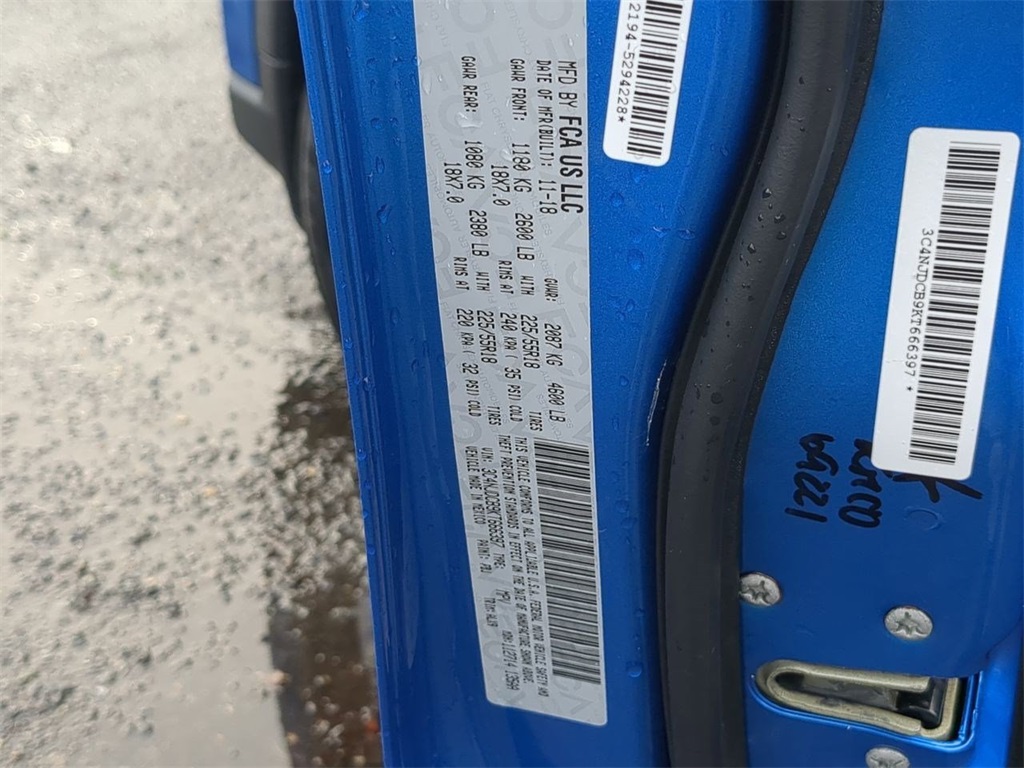 MFD BY FCA US LLC
DATE OF MFR(BUILT): 11-18 GVWR: 2087 KG 4600 LB
GAWR FRONT: 1180 KG 2600 LB WITH 225/55R18 TIRES
18X7.0 RIMS AT 240 KPA( 35 PSI) COLD
GAWR REAR: 1080 KG 2380 LB WITH 225/55R18 TIRES
18X7.0 RIMS AT 220 KPA( 32 PSI) COLD
THIS VEHICLE CONFORMS TO ALL APPLICABLE U.S.A. FEDERAL MOTOR VEHICLE SAFETY AND
THEFT PREVENTION STANDARDS IN EFFECT ON THE DATE OF MANUFACTURE SHOWN ABOVE.
VIN: 3C4NJDCB9KT666397 TYPE: MPV
VEHICLE MADE IN MEXICO PAINT:
2194-5294228*
3C4NJDCB9KT666397 *